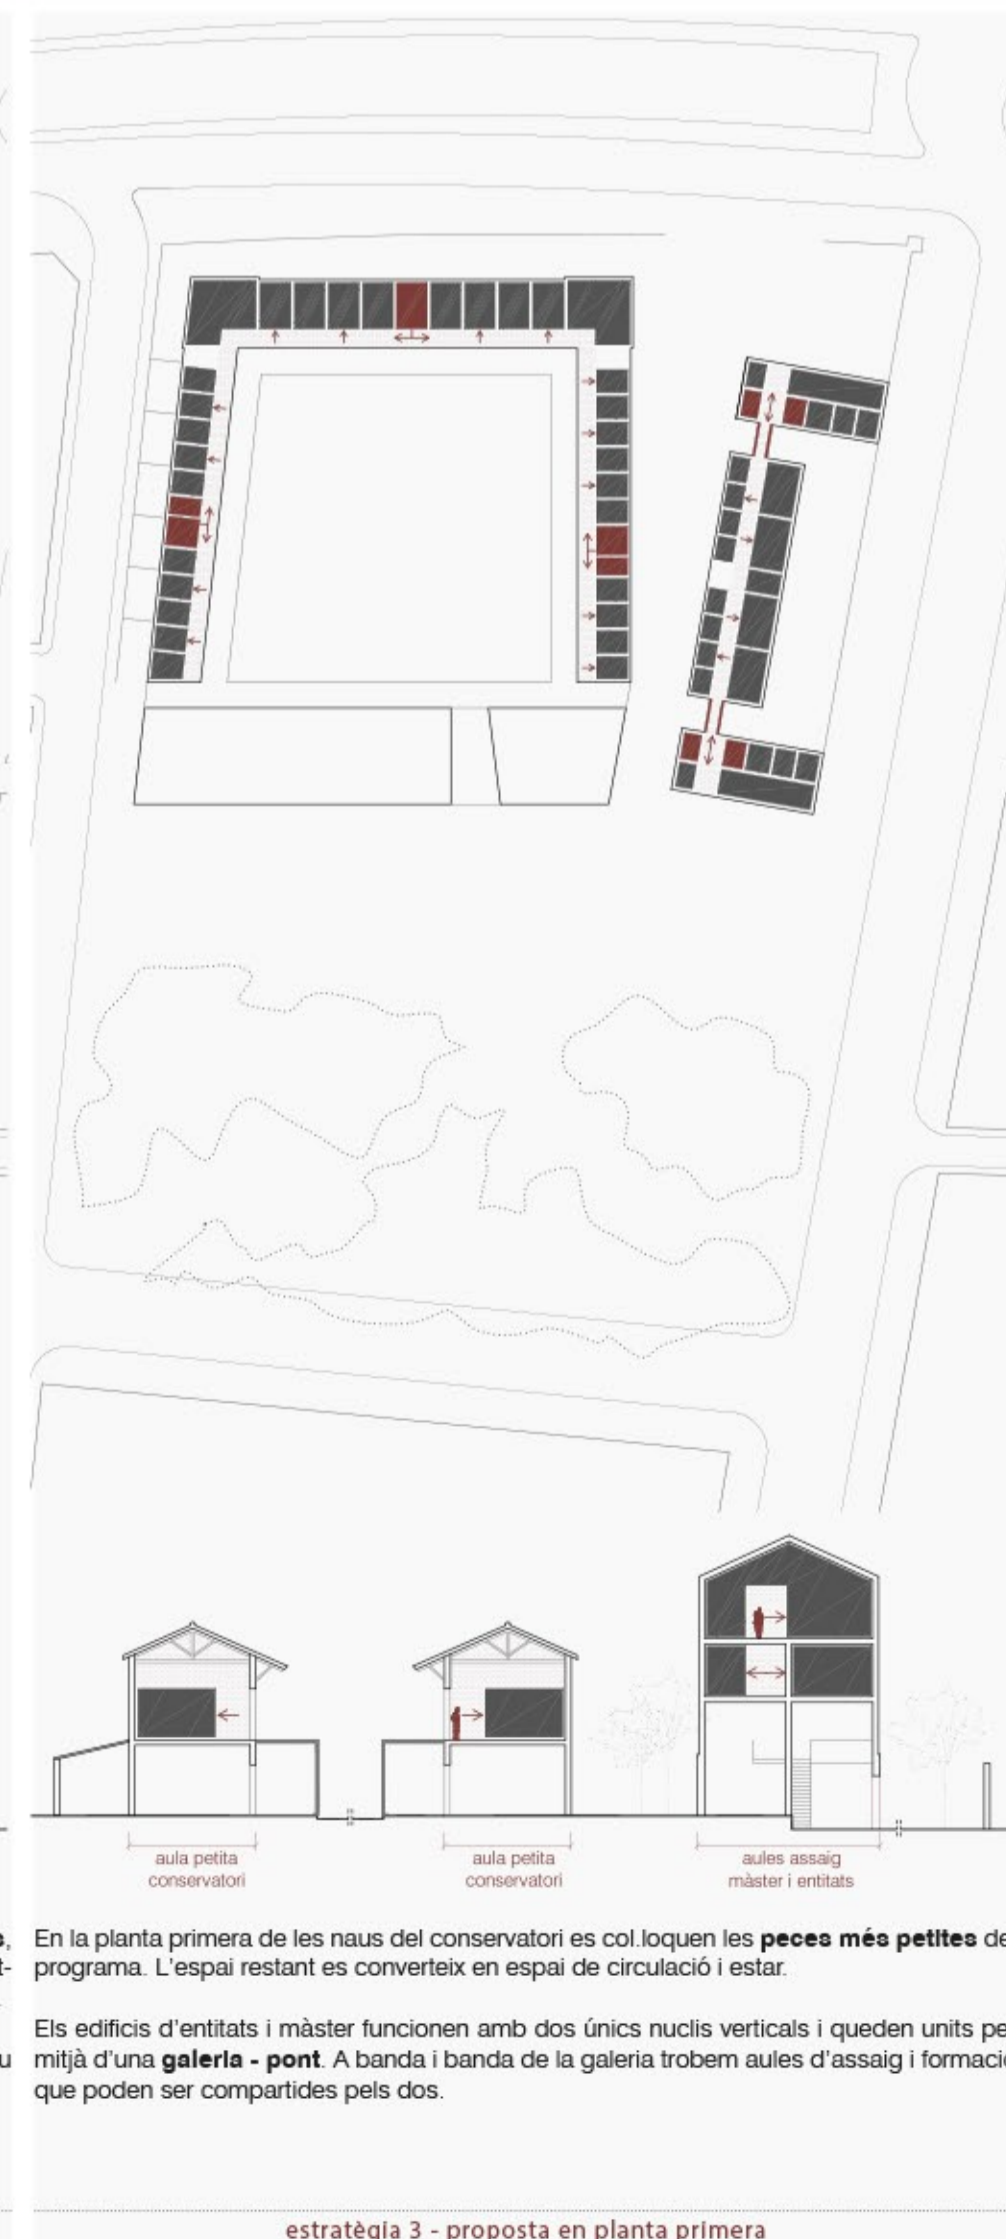 aula petita
conservatori
aula petita
conservatori
aules assaig
màster i entitats
En la planta primera de les naus del conservatori es col.loquen les peces més petites de
programa. L'espai restant es converteix en espai de circulació i estar.
Els edificis d'entitats i màster funcionen amb dos únics nuclis verticals i queden units pe
mitjà d'una galeria - pont. A banda i banda de la galeria trobem aules d'assaig i formació
que poden ser compartides pels dos.
estratègia 3 - proposta en planta primera